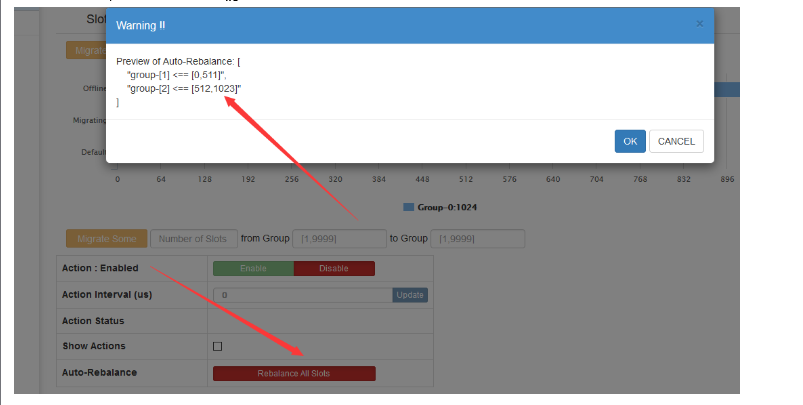 Slo
Warning !!
×
Migrate
Preview of Auto-Rebalance: [
"group-[1] <== [0,511]",
"group-[2] <== [512,1023]"
]
Offline
Migrating
Default
OK
CANCEL
0 64 128 192 256 320 384 448 512 576 640 704 768 832 896
Group-0:1024
Migrate Some Number of Slots from Group [1,9999] to Group [1,9999]
Action : Enabled Enable Disable
Action Interval (us) 0 Update
Action Status
Show Actions
Auto-Rebalance Rebalance All Slots